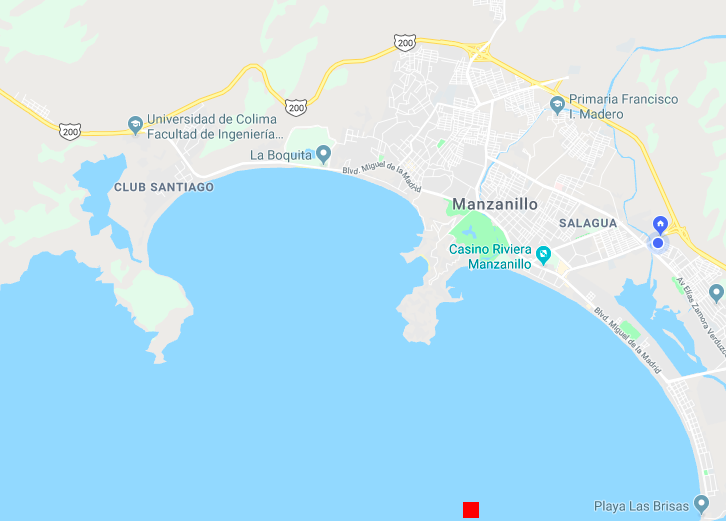 200
200
200
Universidad de Colima
Facultad de Ingeniería...
Primaria Francisco
I. Madero
La Boquita
Blvd. Miguel de la Madrid
CLUB SANTIAGO
Manzanillo
SALAGUA
Casino Riviera
Manzanillo
Av Elías Zamora Verduzco
Blvd. Miguel de la Madrid
Playa Las Brisas